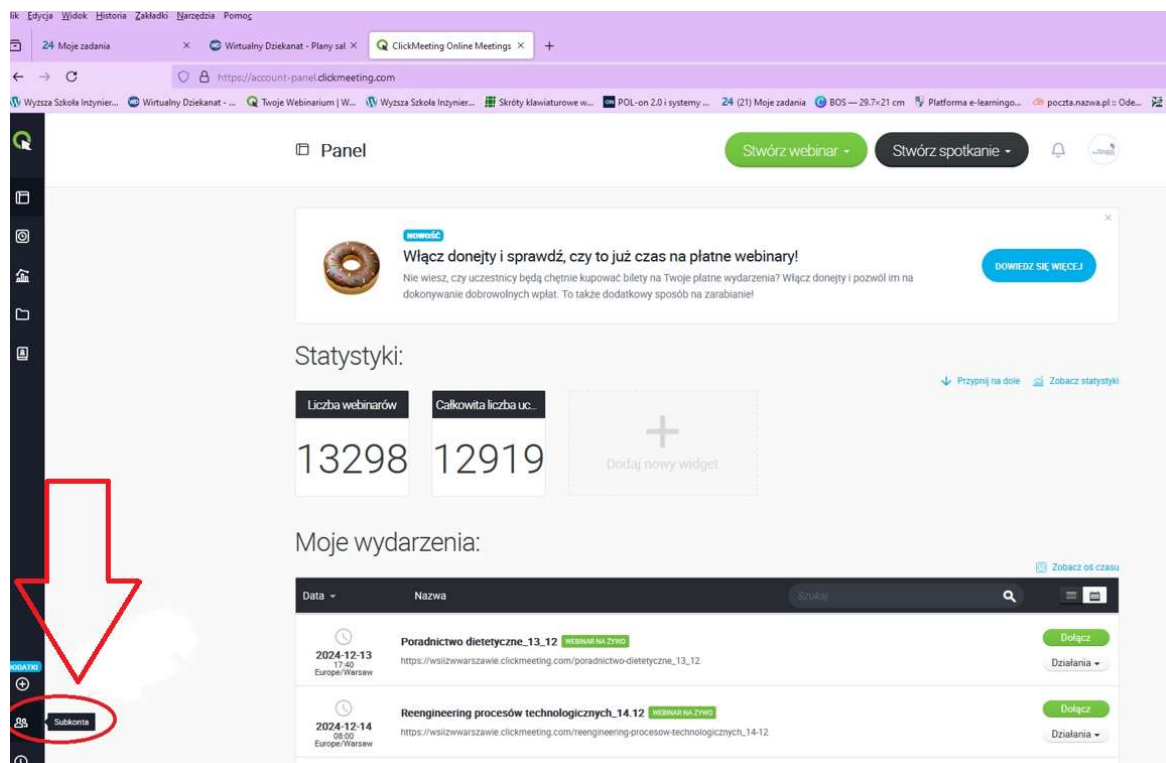 lik Edycja Widok Historia Zakładki Narzędzia Pomoc
24 Moje zadania × Wirtualny Dziekanat - Plany sal × ClickMeeting Online Meetings × +
https://account-panel.clickmeeting.com
Wyższa Szkoła Inżynier... Wirtualny Dziekanat - ... Twoje Webinarium | W... Wyższa Szkoła Inżynier... Skróty klawiaturowe w... POL-on 2.0 i systemy ... 24 (21) Moje zadania BOS — 29.7×21 cm Platforma e-learningo... poczta.nazwa.pl :: Ode...
Panel
Stwórz webinar
Stwórz spotkanie
NOWOŚĆ
Włącz donejty i sprawdź, czy to już czas na płatne webinary!
Nie wiesz, czy uczestnicy będą chętnie kupować bilety na Twoje płatne wydarzenia? Włącz donejty i pozwól im na
dokonywanie dobrowolnych wpłat. To także dodatkowy sposób na zarabianie!
DOWIEDZ SIĘ WIĘCEJ
Statystyki:
Przypnij na dole Zobacz statystyki
Liczba webinarów Całkowita liczba uc...
13298 12919
Dodaj nowy widget
Moje wydarzenia:
Zobacz oś czasu
Data Nazwa Szukaj
Poradnictwo dietetyczne_13_12 WEBINAR NA ŻYWO
https://wsiizwwarszawie.clickmeeting.com/poradnictwo-dietetyczne_13_12
2024-12-13
17:40
Europe/Warsaw
Dołącz
Działania
DODATKI
Subkonta
Reengineering procesów technologicznych_14.12 WEBINAR NA ŻYWO
https://wsiizwwarszawie.clickmeeting.com/reengineering-procesow-technologicznych_14-12
2024-12-14
08:00
Europe/Warsaw
Dołącz
Działania